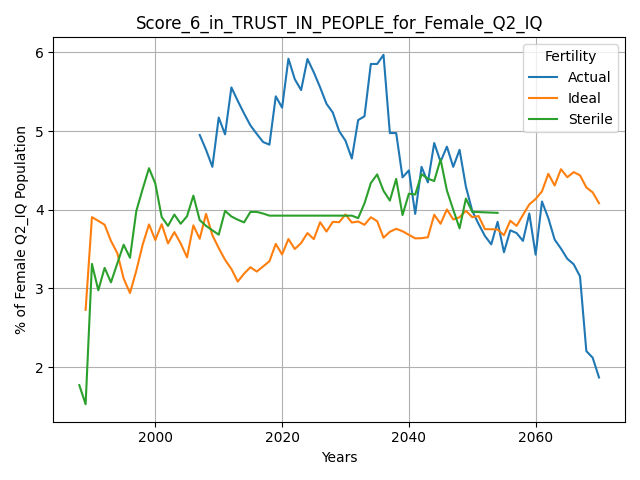 Score_6_in_TRUST_IN_PEOPLE_for_Female_Q2_IQ
Fertility
Actual
Ideal
Sterile
% of Female Q2_IQ Population
6
5
4
3
2
2000 2020 2040 2060
Years